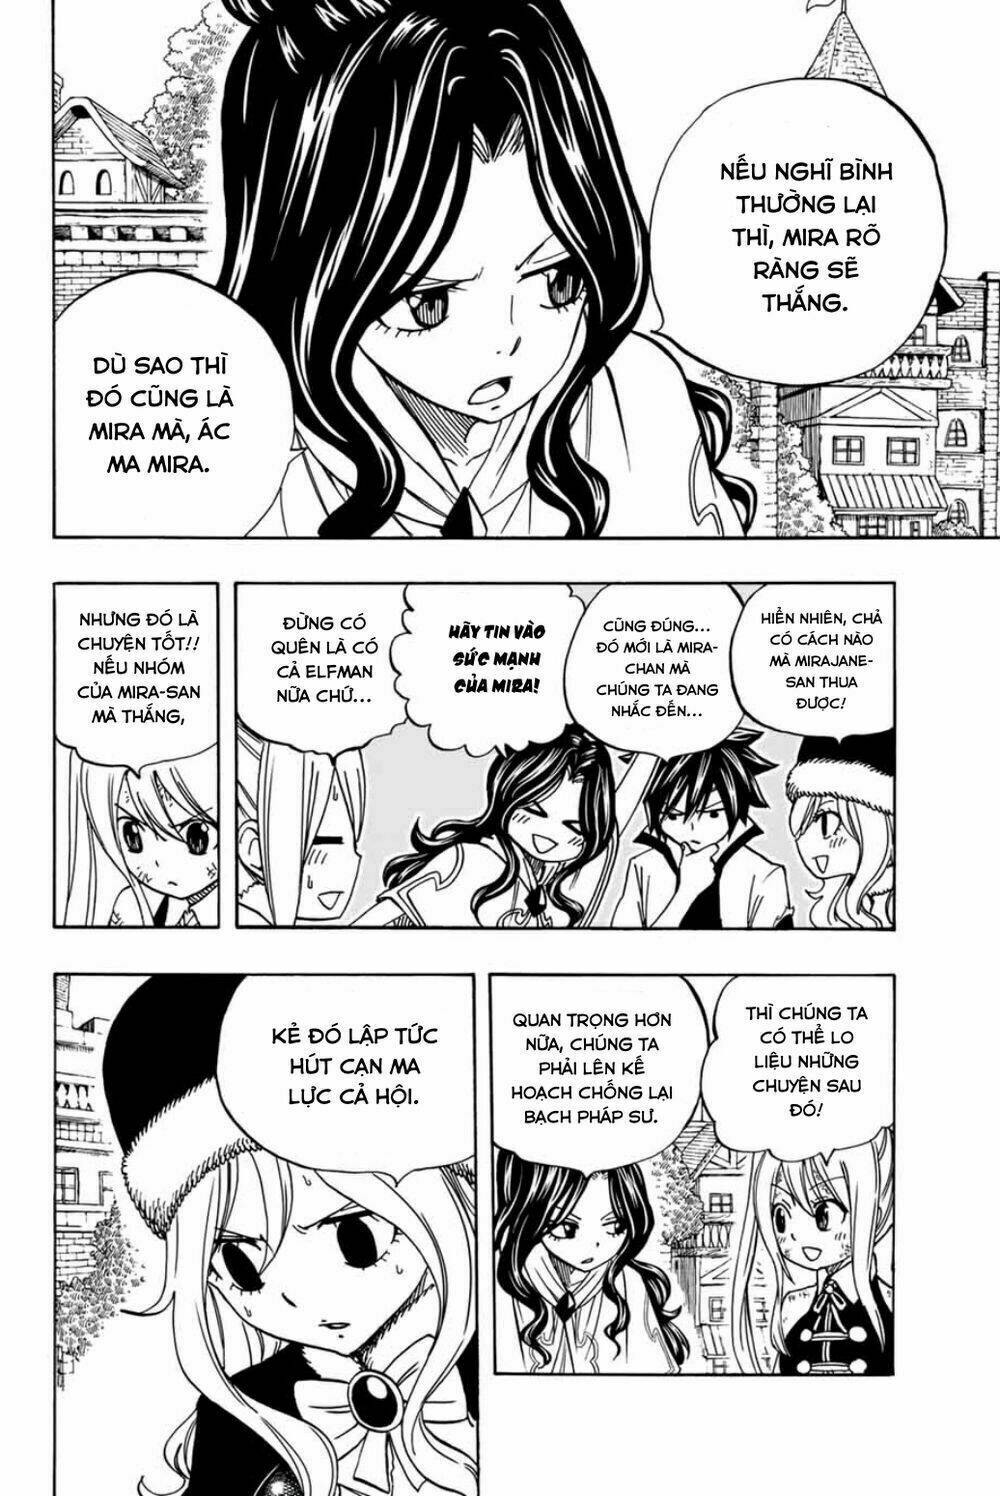 NẾU NGHĨ BÌNH
THƯỜNG LẠI
THÌ, MIRA RÕ
RÀNG SẼ
THẮNG.
DÙ SAO THÌ
ĐÓ CŨNG LÀ
MIRA MÀ, ÁC
MA MIRA.
HIỂN NHIÊN, CHẢ
CÓ CÁCH NÀO
MÀ MIRAJANE-
SAN THUA
ĐƯỢC!
CŨNG ĐÚNG...
ĐÓ MỚI LÀ MIRA-
CHAN MÀ
CHÚNG TA ĐANG
NHẮC ĐẾN...
HÃY TIN VÀO
SỨC MẠNH
CỦA MIRA!
ĐỪNG CÓ
QUÊN LÀ CÓ
CẢ ELFMAN
NỮA CHỨ...
NHƯNG ĐÓ LÀ
CHUYỆN TỐT!!
NẾU NHÓM
CỦA MIRA-SAN
MÀ THẮNG,
THÌ CHÚNG TA
CÓ THỂ LO
LIỆU NHỮNG
CHUYỆN SAU
ĐÓ!
QUAN TRỌNG HƠN
NỮA, CHÚNG TA
PHẢI LÊN KẾ
HOẠCH CHỐNG LẠI
BẠCH PHÁP SƯ.
KẺ ĐÓ LẬP TỨC
HÚT CẠN MA
LỰC CẢ HỘI.